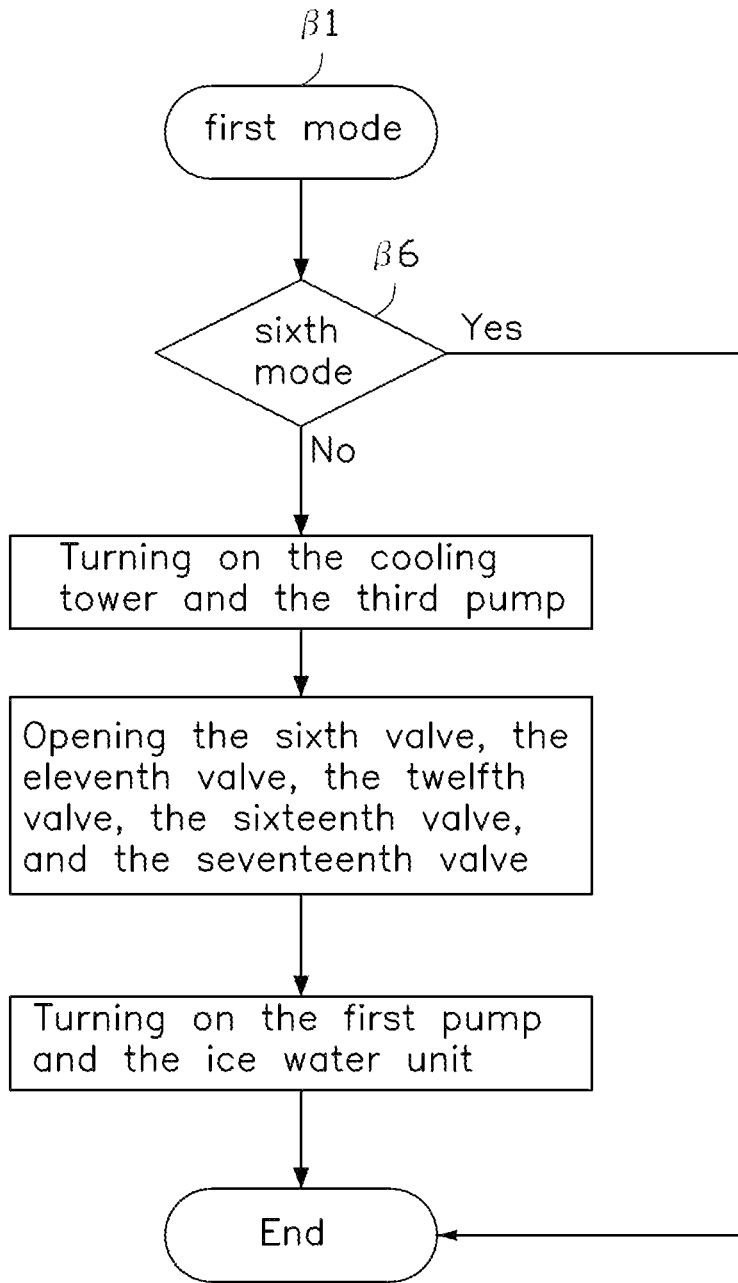 β1
first mode
β6
sixth
mode
Yes
No
Turning on the cooling
tower and the third pump
Opening the sixth valve, the
eleventh valve, the twelfth
valve, the sixteenth valve,
and the seventeenth valve
Turning on the first pump
and the ice water unit
End